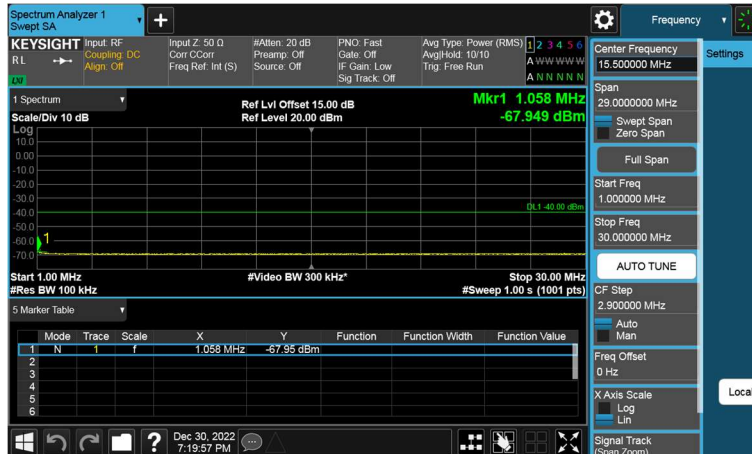 Spectrum Analyzer 1
Swept SA
Frequency
KEYSIGHT
RL
LXI
Input: RF
Coupling: DC
Align: Off
Input Z: 50 Ω
Corr CCorr
Freq Ref: Int (S)
#Atten: 20 dB
Preamp: Off
Source: Off
PNO: Fast
Gate: Off
IF Gain: Low
Sig Track: Off
Avg Type: Power (RMS)
Avg|Hold: 10/10
Trig: Free Run
1 2 3 4 5 6
A W W W W W
A N N N N N
1 Spectrum
Scale/Div 10 dB
Ref Lvl Offset 15.00 dB
Ref Level 20.00 dBm
Mkr1 1.058 MHz
-67.949 dBm
Log
10.0
0.00
-10.0
-20.0
-30.0
-40.0
-50.0
-60.0
-70.0
DL1 -40.00 dBm
1
Start 1.00 MHz
#Res BW 100 kHz
#Video BW 300 kHz*
Stop 30.00 MHz
#Sweep 1.00 s (1001 pts)
5 Marker Table
Mode Trace Scale X Y Function Function Width Function Value
1 N 1 f 1.058 MHz -67.95 dBm
2
3
4
5
6
?
Dec 30, 2022
7:19:57 PM
Center Frequency
15.500000 MHz
Settings
Span
29.0000000 MHz
Swept Span
Zero Span
Full Span
Start Freq
1.000000 MHz
Stop Freq
30.000000 MHz
AUTO TUNE
CF Step
2.900000 MHz
Auto
Man
Freq Offset
0 Hz
X Axis Scale
Log
Lin
Local
Signal Track
(Span Zoom)